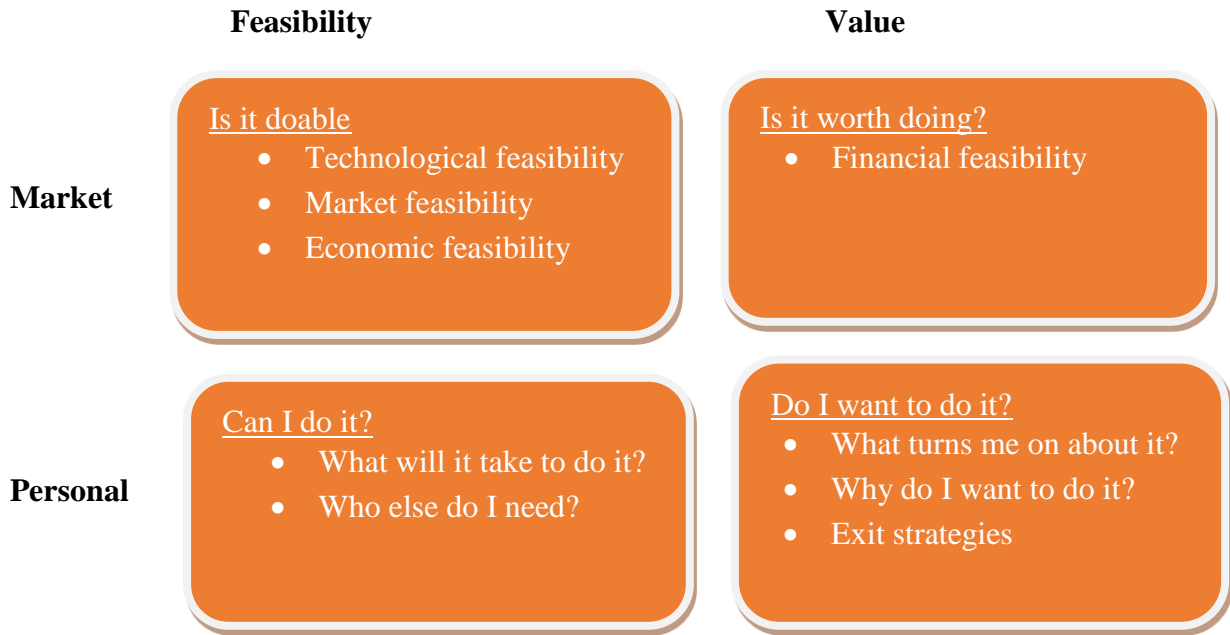 Feasibility
Value
Market
Is it doable
• Technological feasibility
• Market feasibility
• Economic feasibility
Is it worth doing?
• Financial feasibility
Personal
Can I do it?
• What will it take to do it?
• Who else do I need?
Do I want to do it?
• What turns me on about it?
• Why do I want to do it?
• Exit strategies